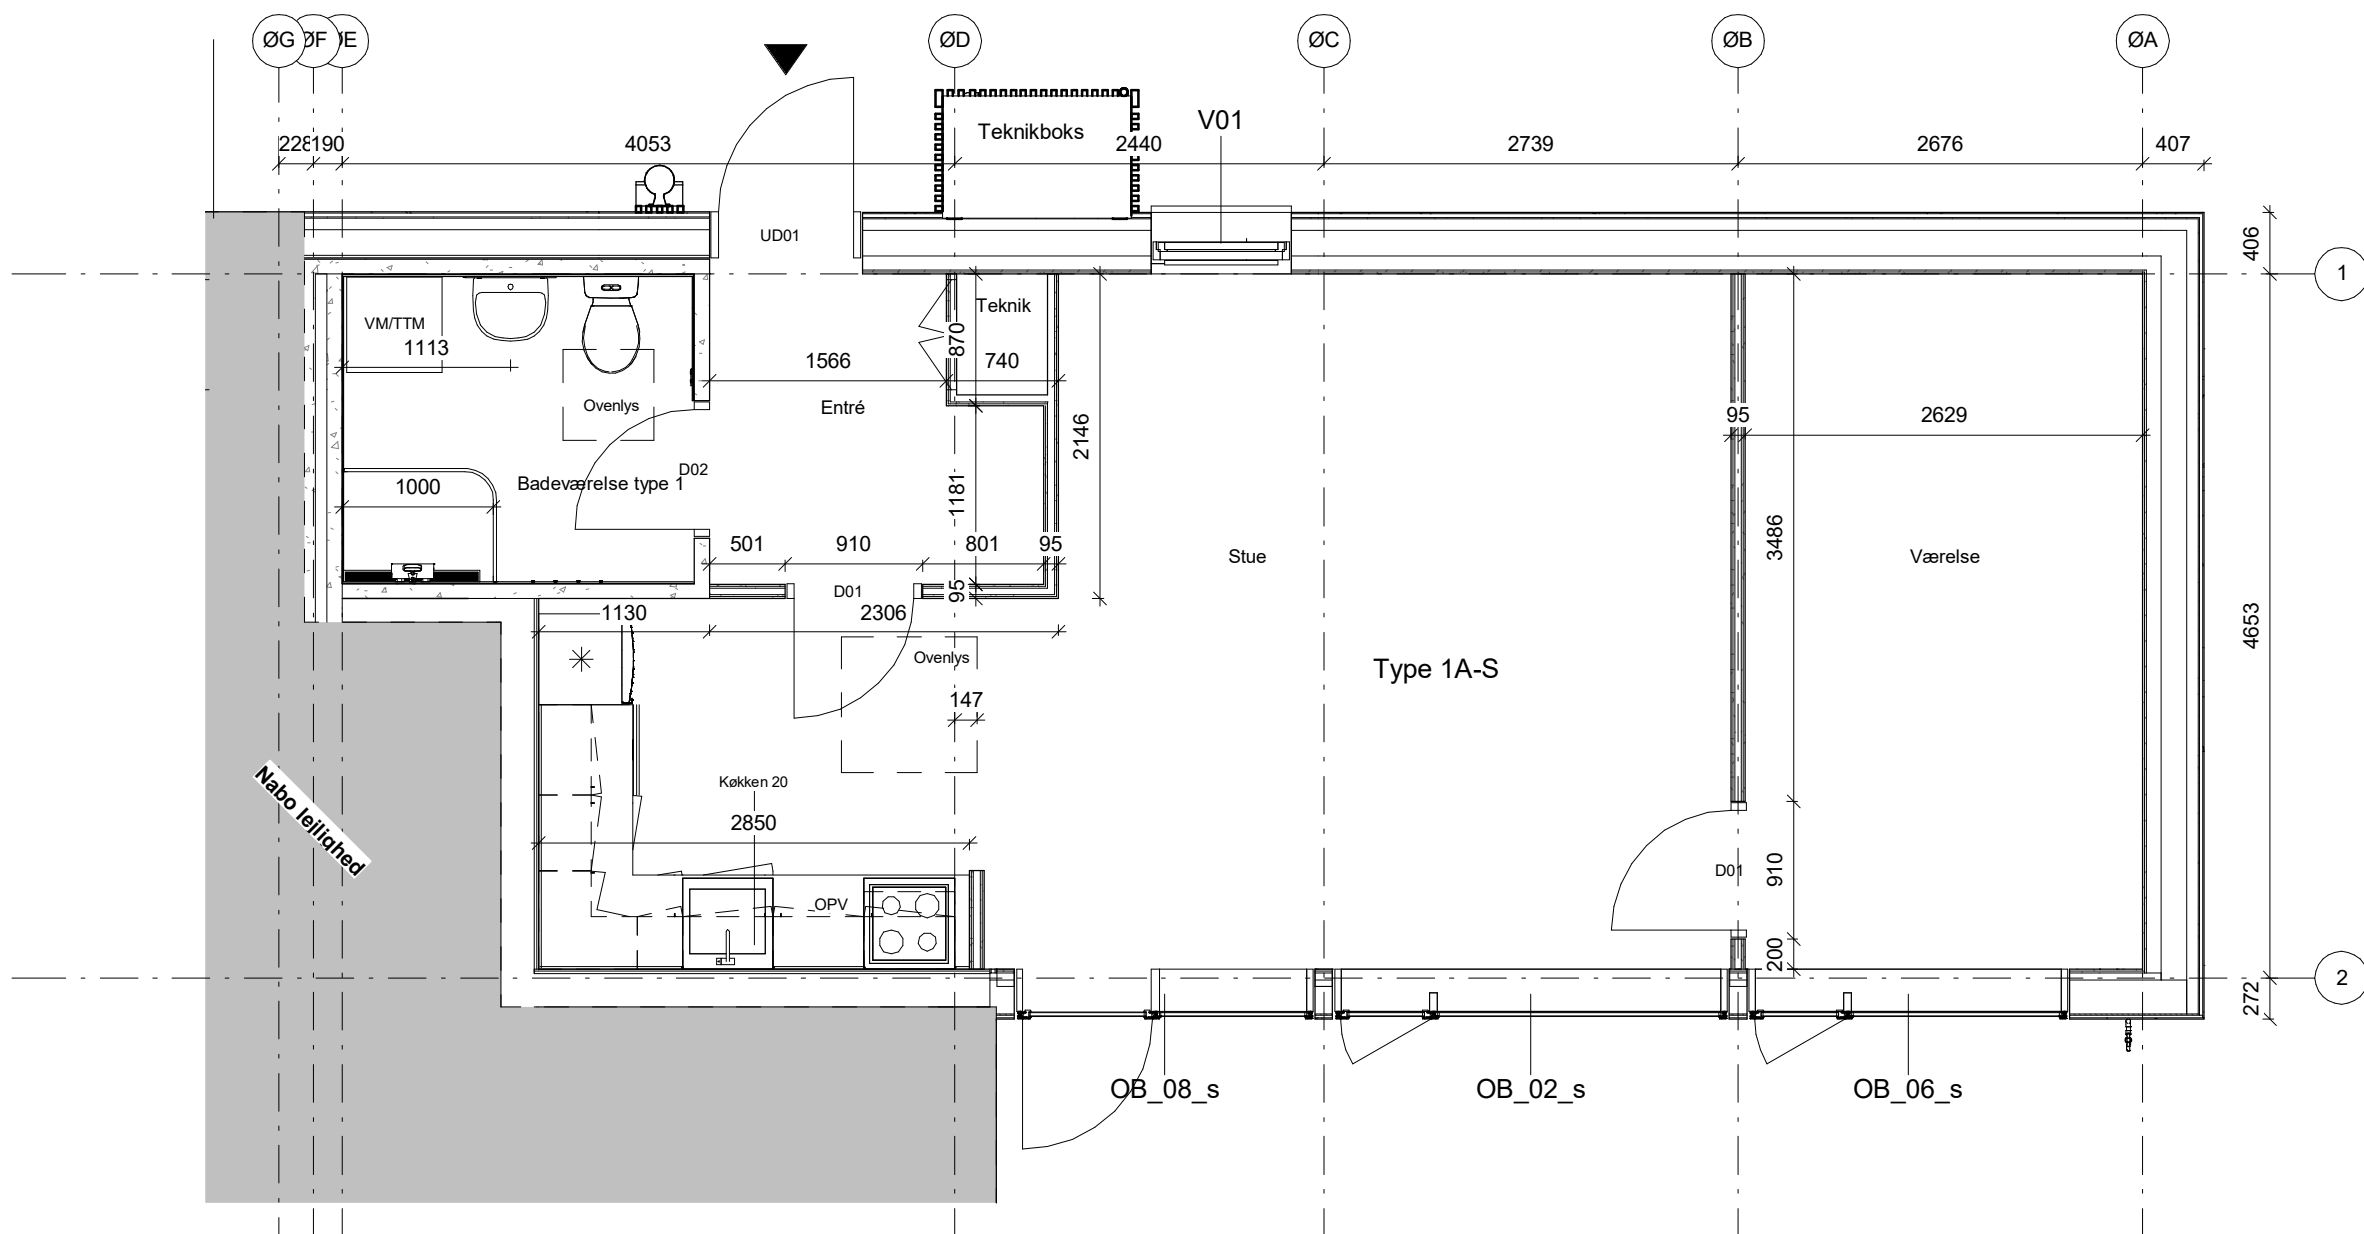 ØG ØF ØE ØD ØC ØB ØA
Teknikboks
V01
228 190 4053 2440 2739 2676 407
UD01
406
1
Teknik
VM/TTM
1113
870
1566 740
Ovenlys
Entré
2146
95 2629
D02
Badeværelse type 1
1000
1181
3486
501 910 801 95
Stue
Værelse
D01
95
1130 2306
4653
Ovenlys
Type 1A-S
147
Køkken 20
2850
Nabo lejlighed
910
D01
OPV
200
2
272
OB_08_s OB_02_s OB_06_s